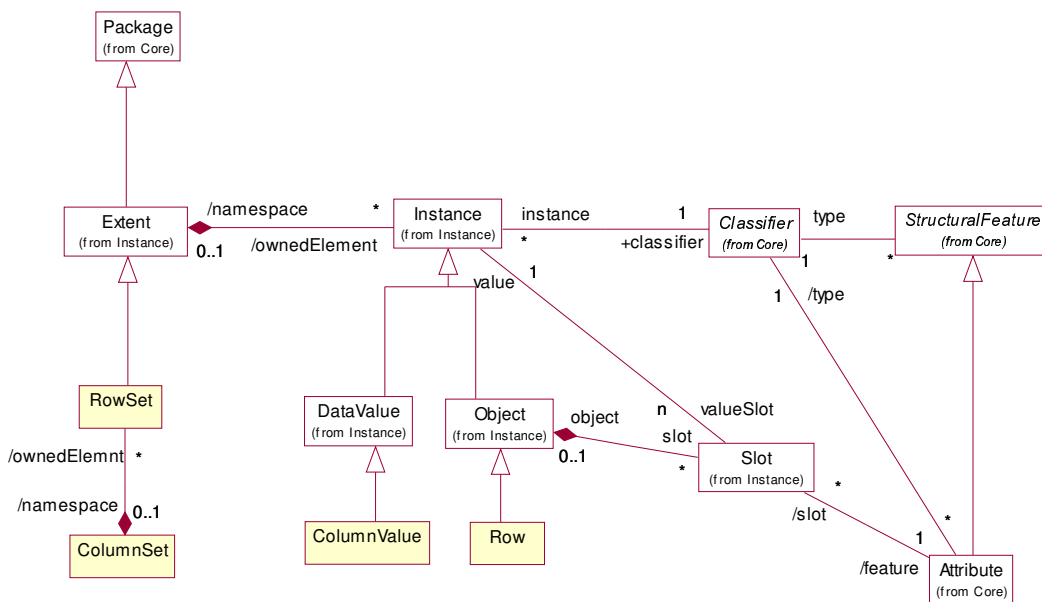 Package
(from Core)
Extent
(from Instance)
/namespace
*
0..1
/ownedElement
Instance
(from Instance)
instance
1
*
+classifier
Classifier
(from Core)
type
1
*
StructuralFeature
(from Core)
value
1
1
/type
RowSet
DataValue
(from Instance)
Object
(from Instance)
object
0..1
slot
*
n
valueSlot
Slot
(from Instance)
*
/slot
/ownedElemnt
*
/namespace
0..1
ColumnSet
ColumnValue
Row
*
1
/feature
Attribute
(from Core)